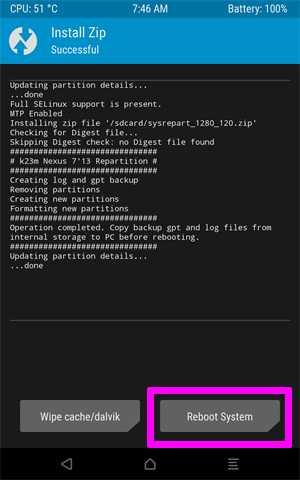 CPU: 51 °C 7:46 AM Battery: 100%
Install Zip
Successful
Updating partition details...
...done
Full SELinux support is present.
MTP Enabled
Installing zip file '/sdcard/sysrepart_1280_120.zip'
Checking for Digest file...
Skipping Digest check: no Digest file found
################################
# k23m Nexus 7'13 Repartition #
################################
Creating log and gpt backup
Removing partitions
Creating new partitions
Formatting new partitions
################################
Operation completed. Copy backup gpt and log files from
internal storage to PC before rebooting.
################################
Updating partition details...
...done
Wipe cache/dalvik
Reboot System